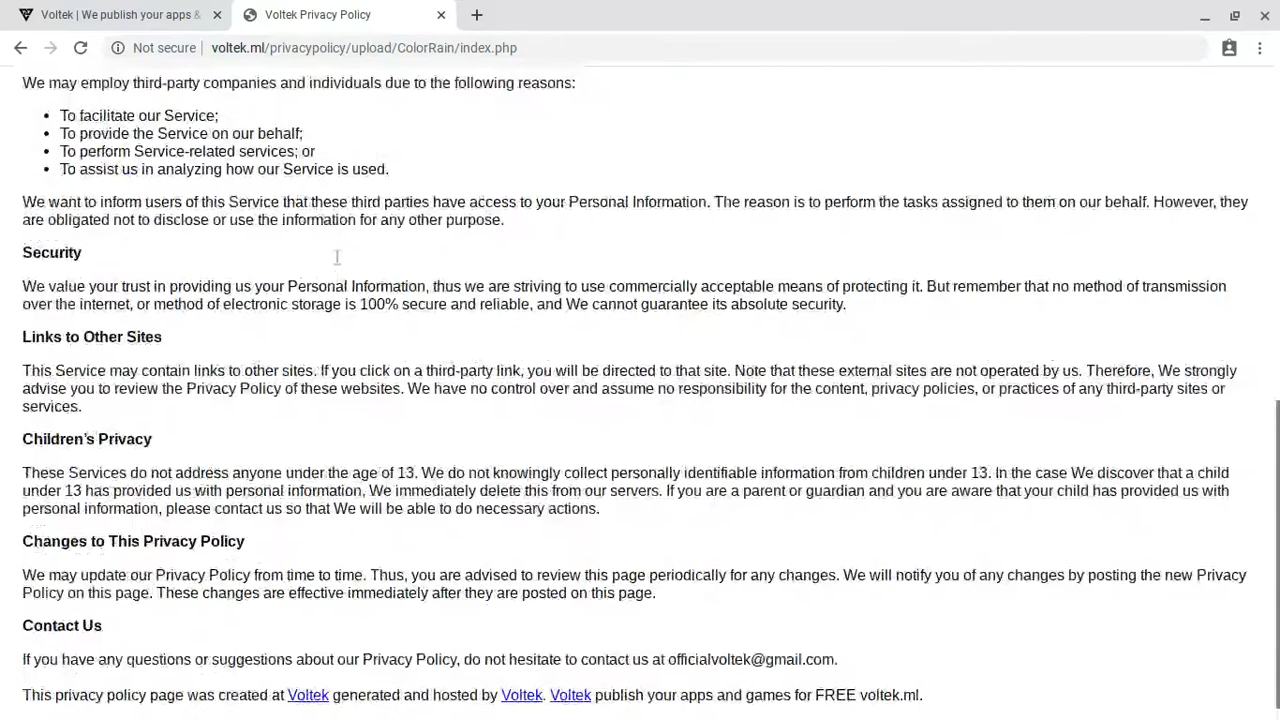 Voltek | We publish your apps &
Voltek Privacy Policy
Not secure | voltek.ml/privacypolicy/upload/ColorRain/index.php
We may employ third-party companies and individuals due to the following reasons:
• To facilitate our Service;
• To provide the Service on our behalf;
• To perform Service-related services; or
• To assist us in analyzing how our Service is used.
We want to inform users of this Service that these third parties have access to your Personal Information. The reason is to perform the tasks assigned to them on our behalf. However, they
are obligated not to disclose or use the information for any other purpose.
Security
We value your trust in providing us your Personal Information, thus we are striving to use commercially acceptable means of protecting it. But remember that no method of transmission
over the internet, or method of electronic storage is 100% secure and reliable, and We cannot guarantee its absolute security.
Links to Other Sites
This Service may contain links to other sites. If you click on a third-party link, you will be directed to that site. Note that these external sites are not operated by us. Therefore, We strongly
advise you to review the Privacy Policy of these websites. We have no control over and assume no responsibility for the content, privacy policies, or practices of any third-party sites or
services.
Children's Privacy
These Services do not address anyone under the age of 13. We do not knowingly collect personally identifiable information from children under 13. In the case We discover that a child
under 13 has provided us with personal information, We immediately delete this from our servers. If you are a parent or guardian and you are aware that your child has provided us with
personal information, please contact us so that We will be able to do necessary actions.
Changes to This Privacy Policy
We may update our Privacy Policy from time to time. Thus, you are advised to review this page periodically for any changes. We will notify you of any changes by posting the new Privacy
Policy on this page. These changes are effective immediately after they are posted on this page.
Contact Us
If you have any questions or suggestions about our Privacy Policy, do not hesitate to contact us at officialvoltek@gmail.com.
This privacy policy page was created at Voltek generated and hosted by Voltek. Voltek publish your apps and games for FREE voltek.ml.